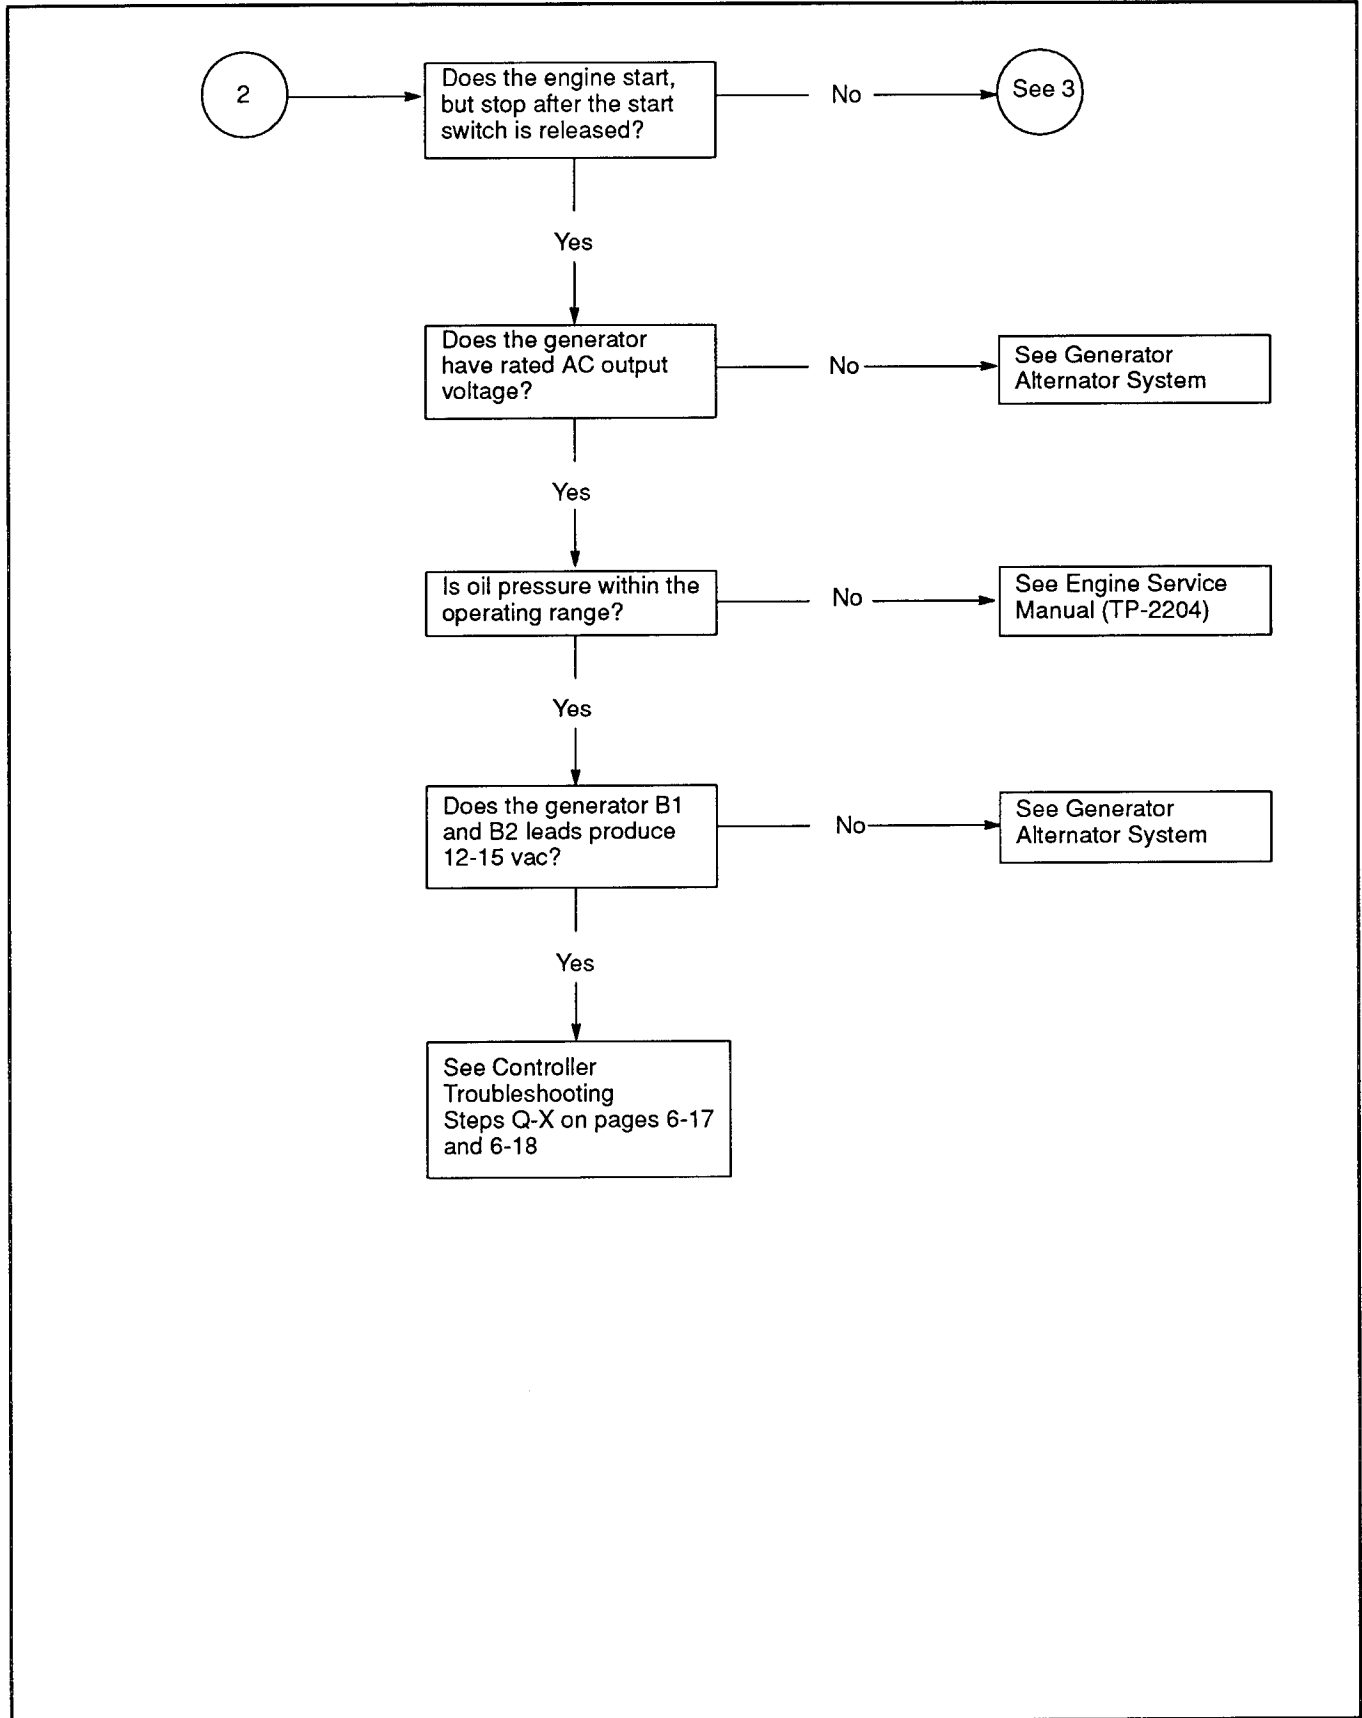 2
Does the engine start,
but stop after the start
switch is released?
No
See 3
Yes
Does the generator
have rated AC output
voltage?
No
See Generator
Alternator System
Yes
Is oil pressure within the
operating range?
No
See Engine Service
Manual (TP-2204)
Yes
Does the generator B1
and B2 leads produce
12-15 vac?
No
See Generator
Alternator System
Yes
See Controller
Troubleshooting
Steps Q-X on pages 6-17
and 6-18